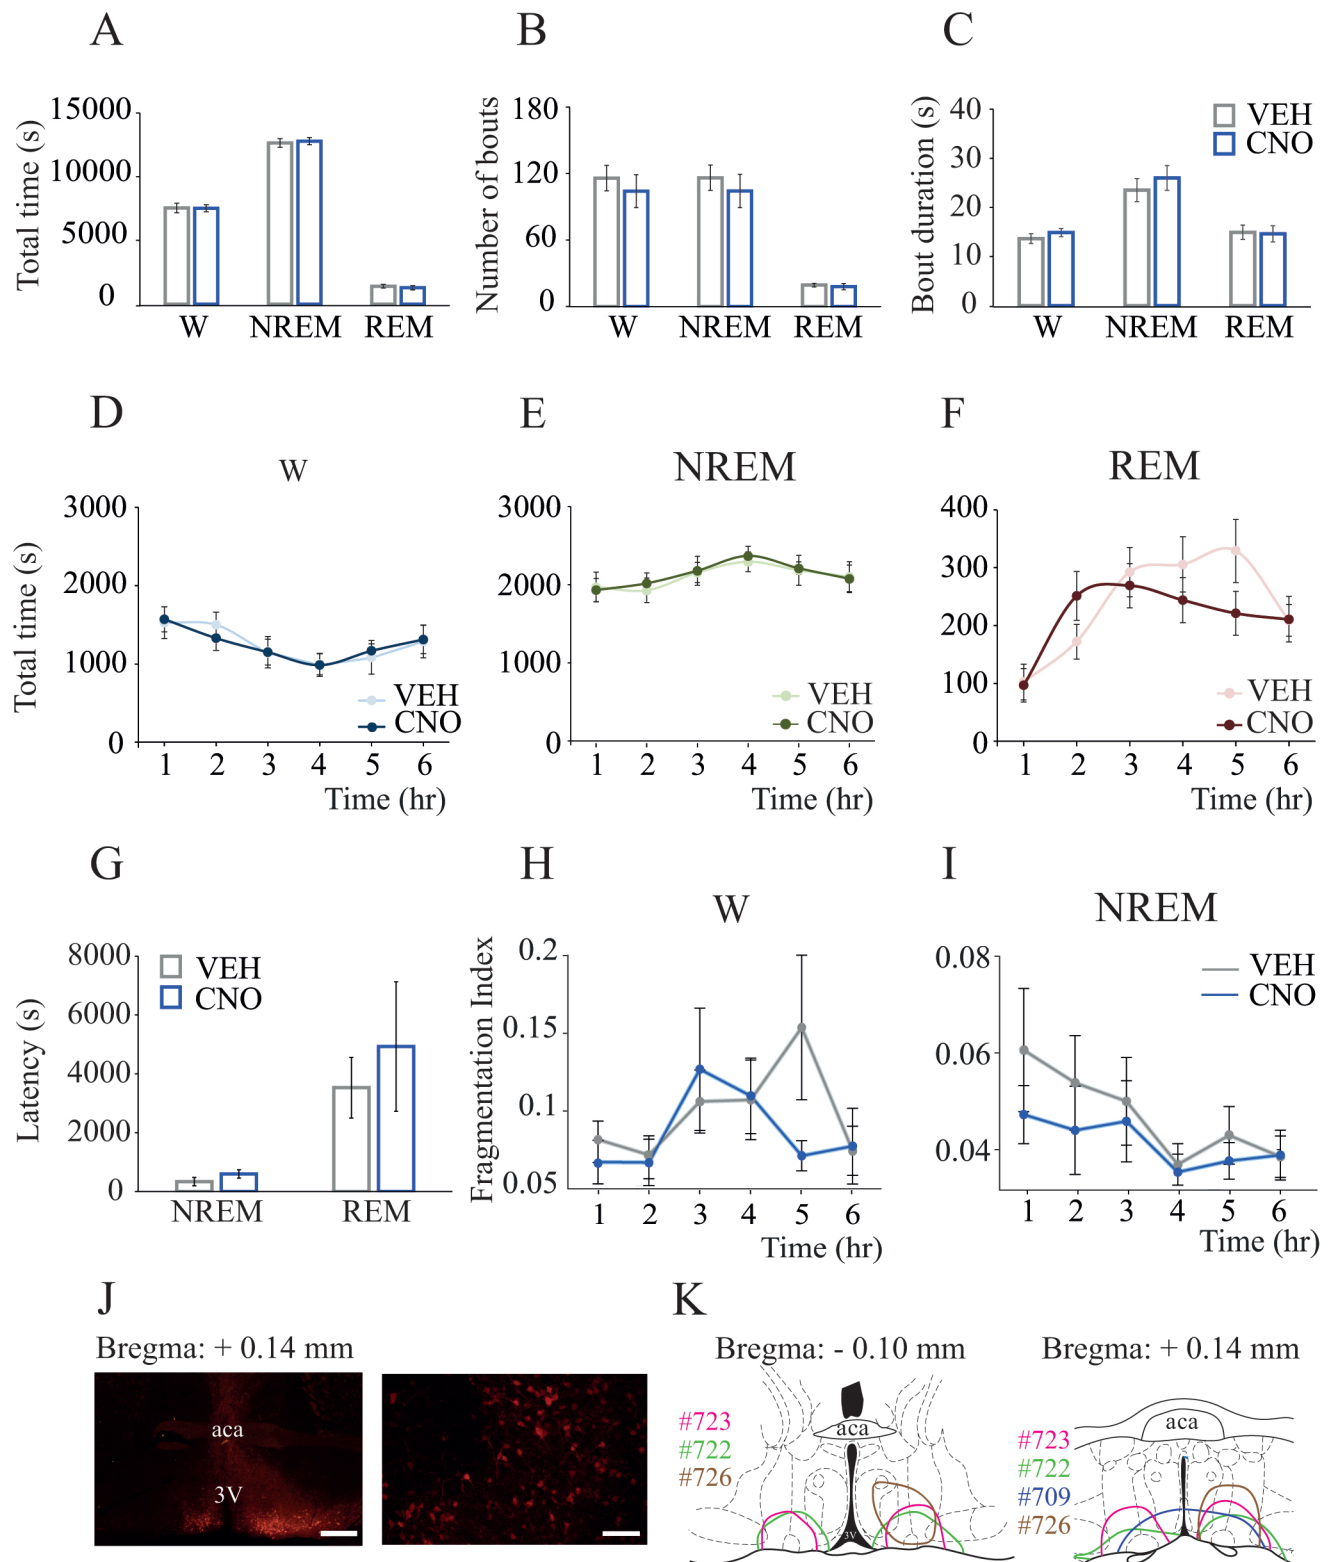 A
B
C
Total time (s)
15000
10000
5000
0
W NREM REM
Number of bouts
180
120
60
0
W NREM REM
Bout duration (s)
40
30
20
10
0
W NREM REM
VEH
CNO
D
E
F
W
NREM
REM
Total time (s)
3000
2000
1000
0
1 2 3 4 5 6
Time (hr)
VEH
CNO
3000
2000
1000
0
1 2 3 4 5 6
Time (hr)
VEH
CNO
400
300
200
100
0
1 2 3 4 5 6
Time (hr)
VEH
CNO
G
H
I
Latency (s)
8000
6000
4000
2000
0
NREM REM
VEH
CNO
W
Fragmentation Index
0.2
0.15
0.1
0.05
1 2 3 4 5 6
Time (hr)
NREM
0.08
0.06
0.04
1 2 3 4 5 6
Time (hr)
VEH
CNO
J
Bregma: + 0.14 mm
aca
3V
K
Bregma: - 0.10 mm
#723
#722
#726
aca
3V
Bregma: + 0.14 mm
#723
#722
#709
#726
aca